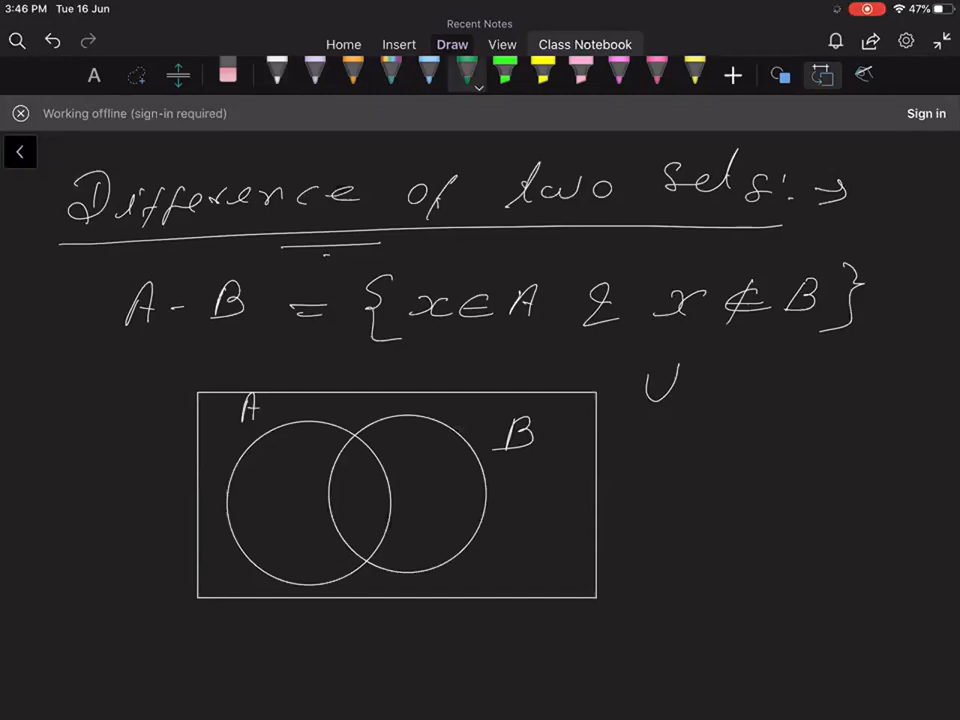 3:46 PM Tue 16 Jun 47%
Recent Notes
Home Insert Draw View Class Notebook
A
Working offline (sign-in required) Sign in
Difference of two sets:→
A - B = {x∈A & x∉B}
U
A
B